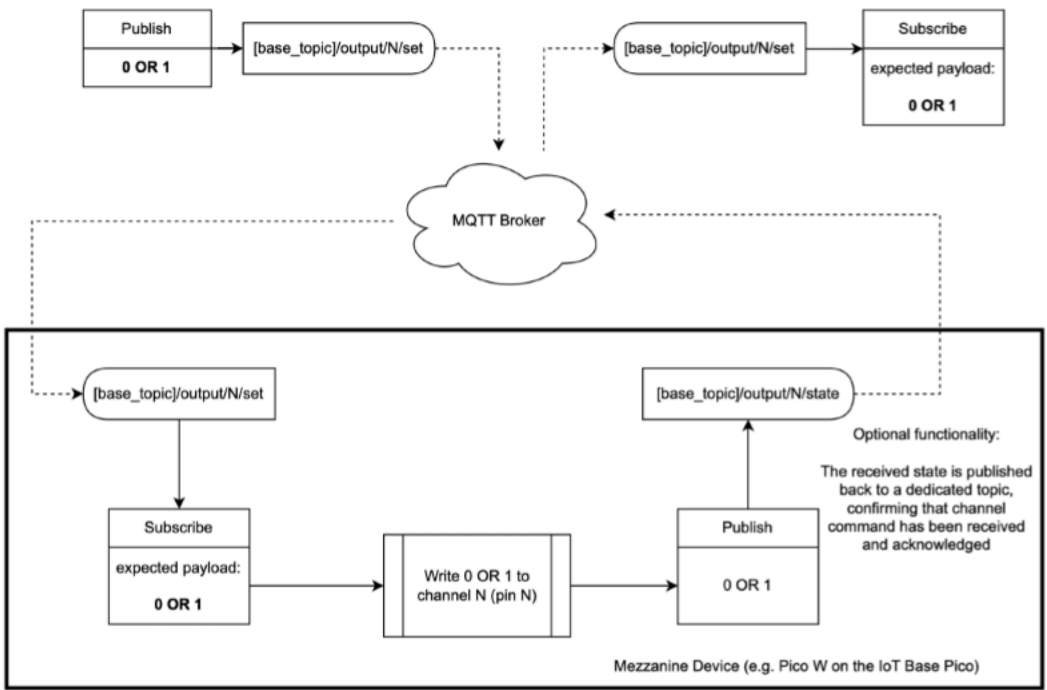 Publish
0 OR 1
[base_topic]/output/N/set
[base_topic]/output/N/set
Subscribe
expected payload:
0 OR 1
MQTT Broker
[base_topic]/output/N/set
[base_topic]/output/N/state
Optional functionality:
The received state is published
back to a dedicated topic,
confirming that channel
command has been received
and acknowledged
Subscribe
expected payload:
0 OR 1
Write 0 OR 1 to
channel N (pin N)
Publish
0 OR 1
Mezzanine Device (e.g. Pico W on the IoT Base Pico)